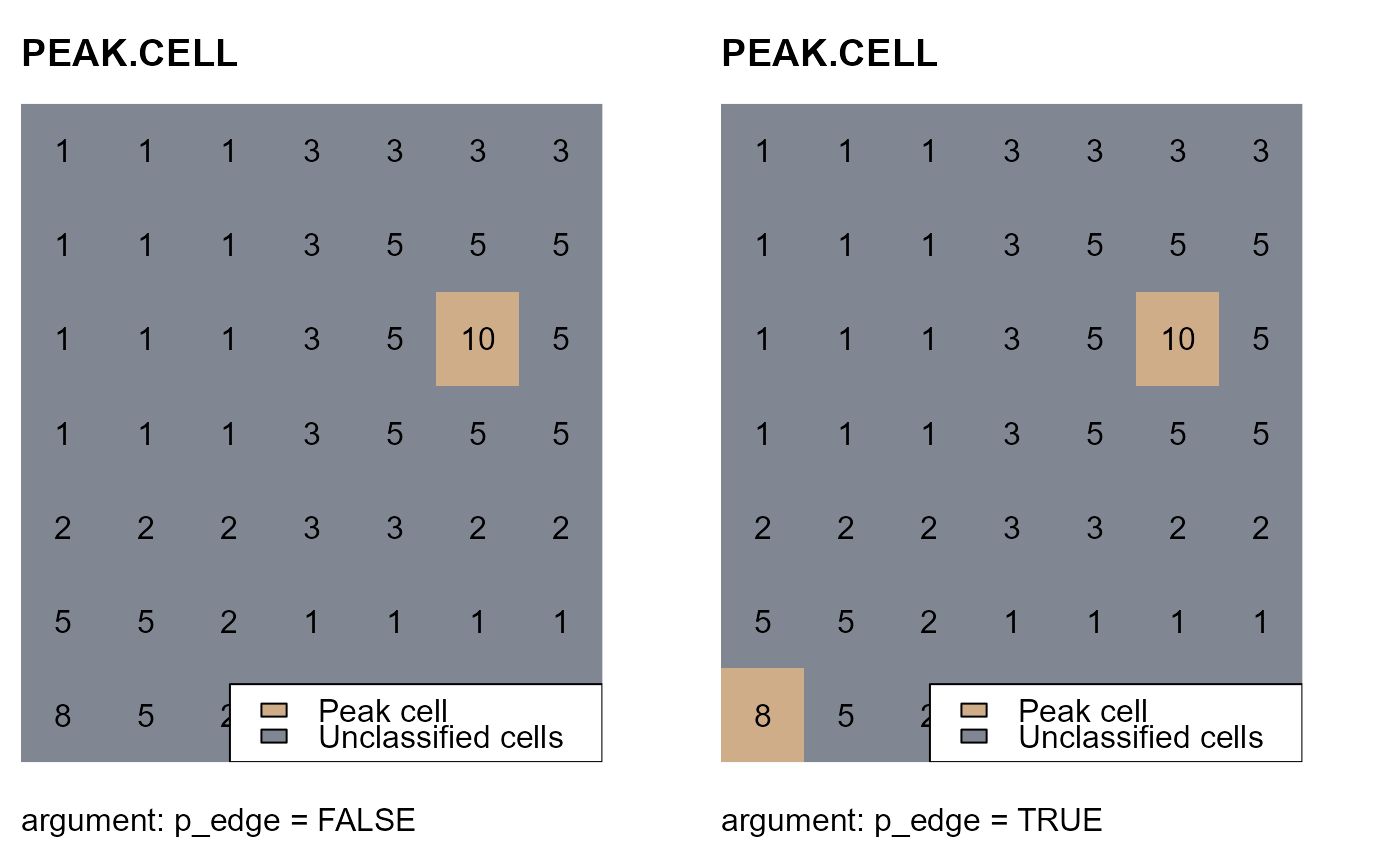 PEAK.CELL
1 1 1 3 3 3 3
1 1 1 3 5 5 5
1 1 1 3 5 10 5
1 1 1 3 5 5 5
2 2 2 3 3 2 2
5 5 2 1 1 1 1
8 5 2
Peak cell
Unclassified cells
argument: p_edge = FALSE
PEAK.CELL
1 1 1 3 3 3 3
1 1 1 3 5 5 5
1 1 1 3 5 10 5
1 1 1 3 5 5 5
2 2 2 3 3 2 2
5 5 2 1 1 1 1
8 5 2
Peak cell
Unclassified cells
argument: p_edge = TRUE